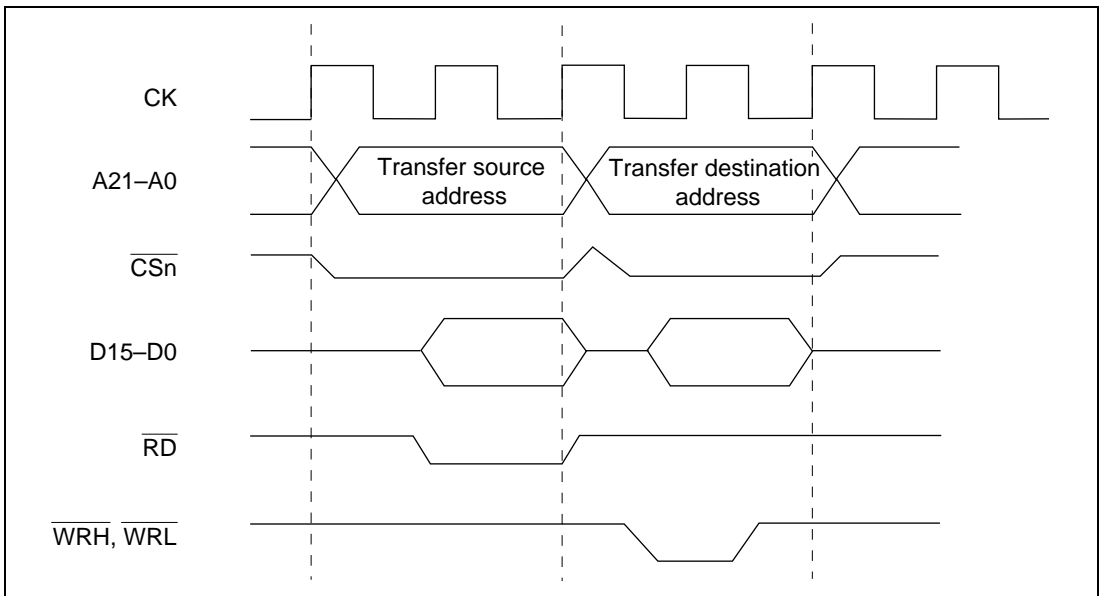 CK
A21–A0
Transfer source
address
Transfer destination
address
CSn
D15–D0
RD
WRH, WRL